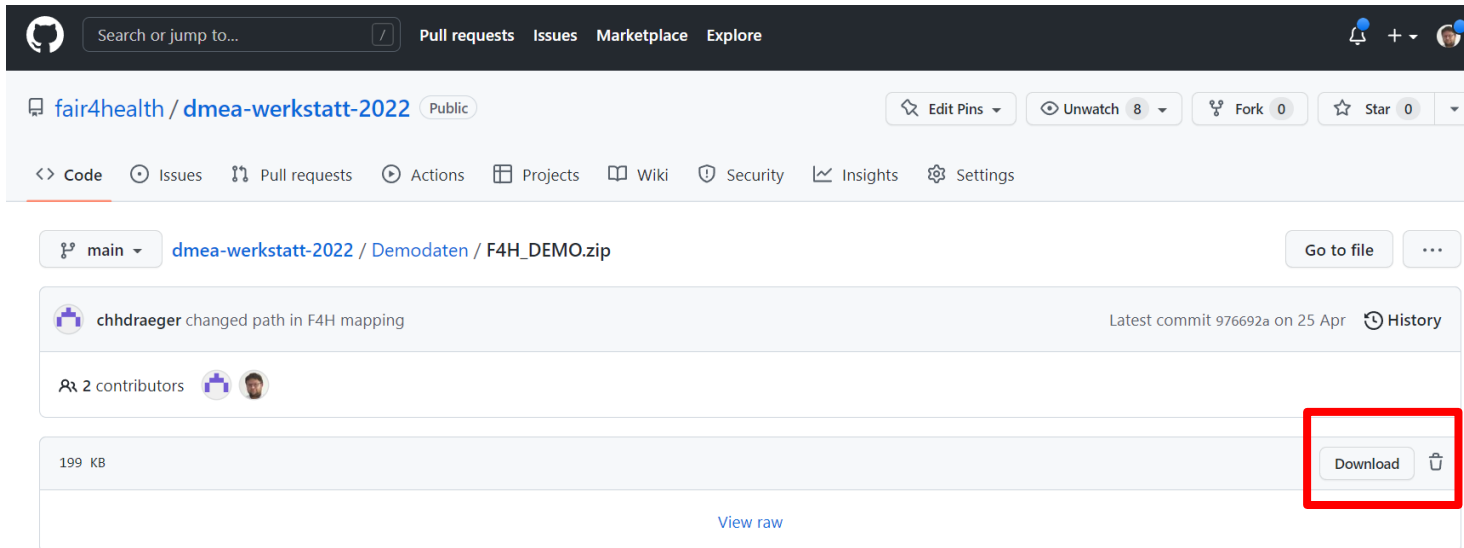 Search or jump to... / Pull requests Issues Marketplace Explore
fair4health / dmea-werkstatt-2022 Public Edit Pins Unwatch 8 Fork 0 Star 0
<> Code Issues Pull requests Actions Projects Wiki Security Insights Settings
main dmea-werkstatt-2022 / Demodaten / F4H_DEMO.zip Go to file ...
chhdraeger changed path in F4H mapping Latest commit 976692a on 25 Apr History
2 contributors
199 KB Download
View raw